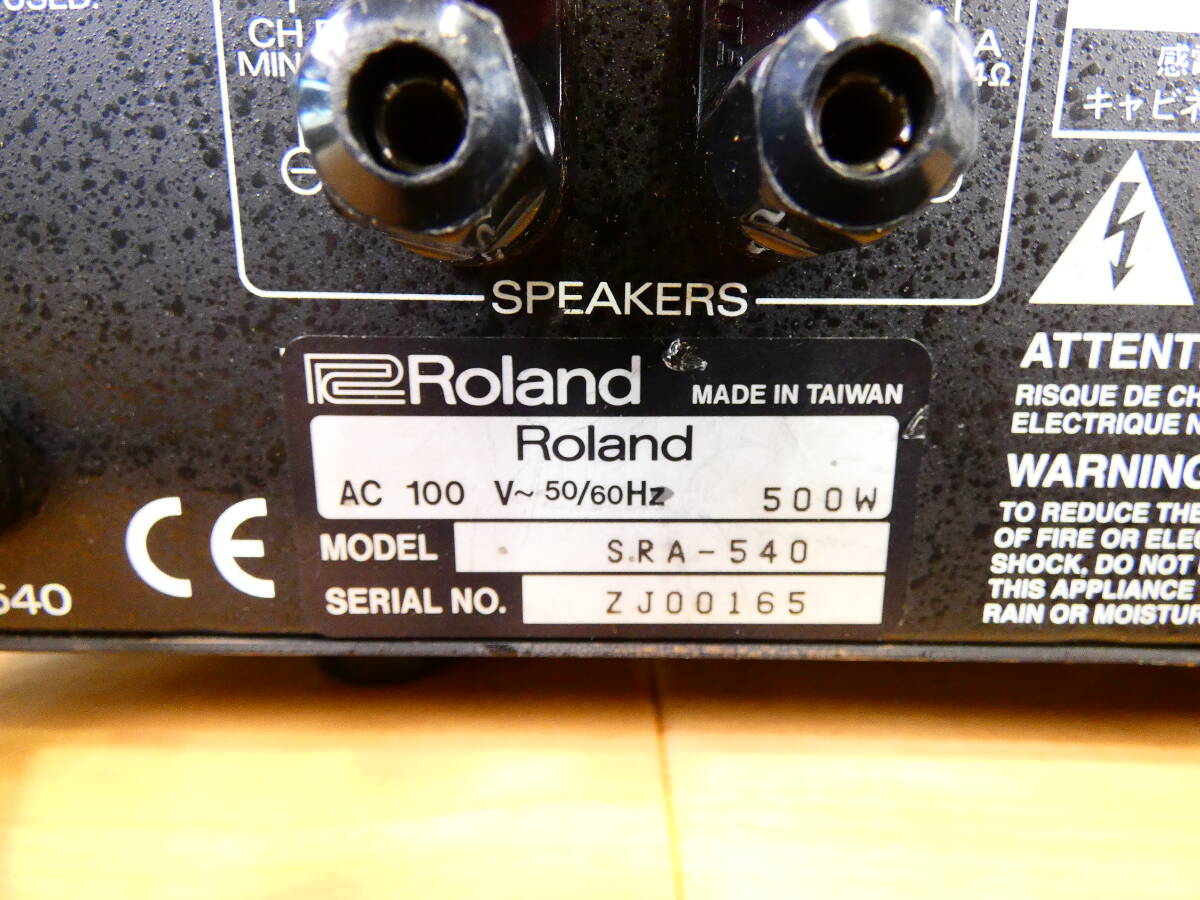 USED.
CH
MIN
A
4Ω
感電
キャビネ
SPEAKERS
Roland MADE IN TAIWAN
Roland
AC 100 V~ 50/60Hz 500W
MODEL SRA-540
SERIAL NO. ZJ00165
CE
540
ATTENT
RISQUE DE CH
ELECTRIQUE N
WARNING
TO REDUCE THE
OF FIRE OR ELEC
SHOCK, DO NOT
THIS APPLIANCE
RAIN OR MOISTUR